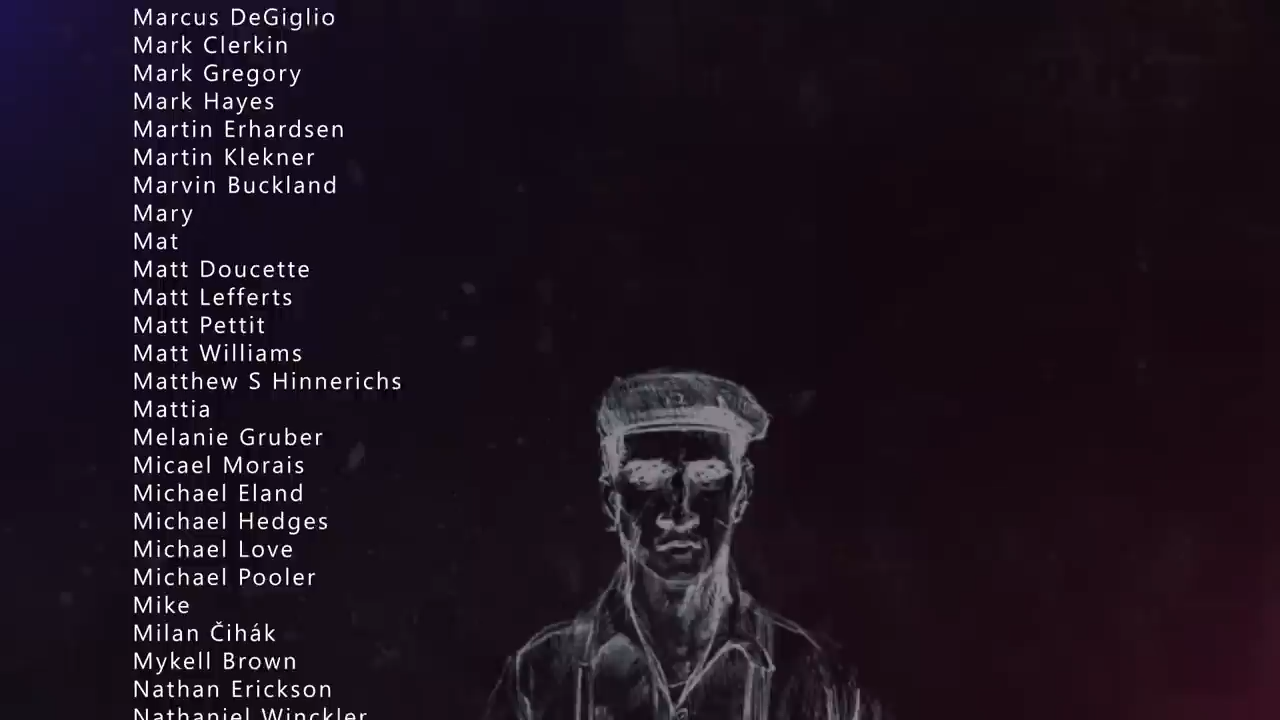 Marcus DeGiglio
Mark Clerkin
Mark Gregory
Mark Hayes
Martin Erhardsen
Martin Klekner
Marvin Buckland
Mary
Mat
Matt Doucette
Matt Lefferts
Matt Pettit
Matt Williams
Matthew S Hinnerichs
Mattia
Melanie Gruber
Micael Morais
Michael Eland
Michael Hedges
Michael Love
Michael Pooler
Mike
Milan Čihák
Mykell Brown
Nathan Erickson
Nathaniel Winckler